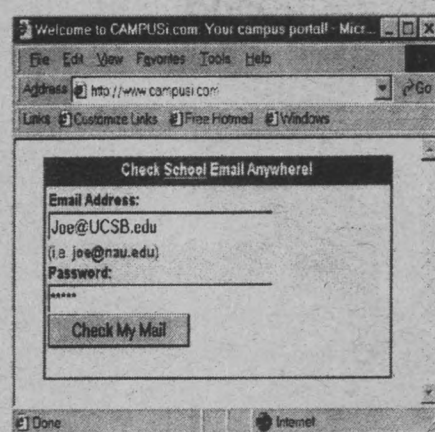 Welcome to CAMPUSi.com. Your campus portal! - Micr...
File Edit View Favorites Tools Help
Address http://www.campusi.com Go
Links Customize Links Free Hotmail Windows
Check School Email Anywhere!
Email Address:
Joe@UCSB.edu
(i.e. joe@nau.edu)
Password:
*****
Check My Mail
Done Internet